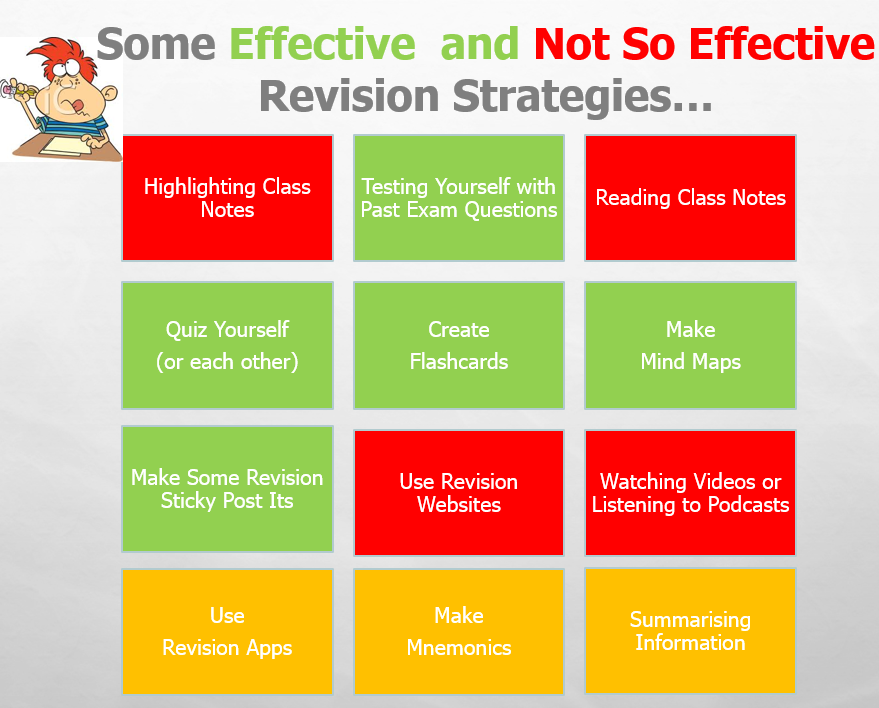 Some Effective and Not So Effective
Revision Strategies...
Highlighting Class
Notes
Testing Yourself with
Past Exam Questions
Reading Class Notes
Quiz Yourself
(or each other)
Create
Flashcards
Make
Mind Maps
Make Some Revision
Sticky Post Its
Use Revision
Websites
Watching Videos or
Listening to Podcasts
Use
Revision Apps
Make
Mnemonics
Summarising
Information